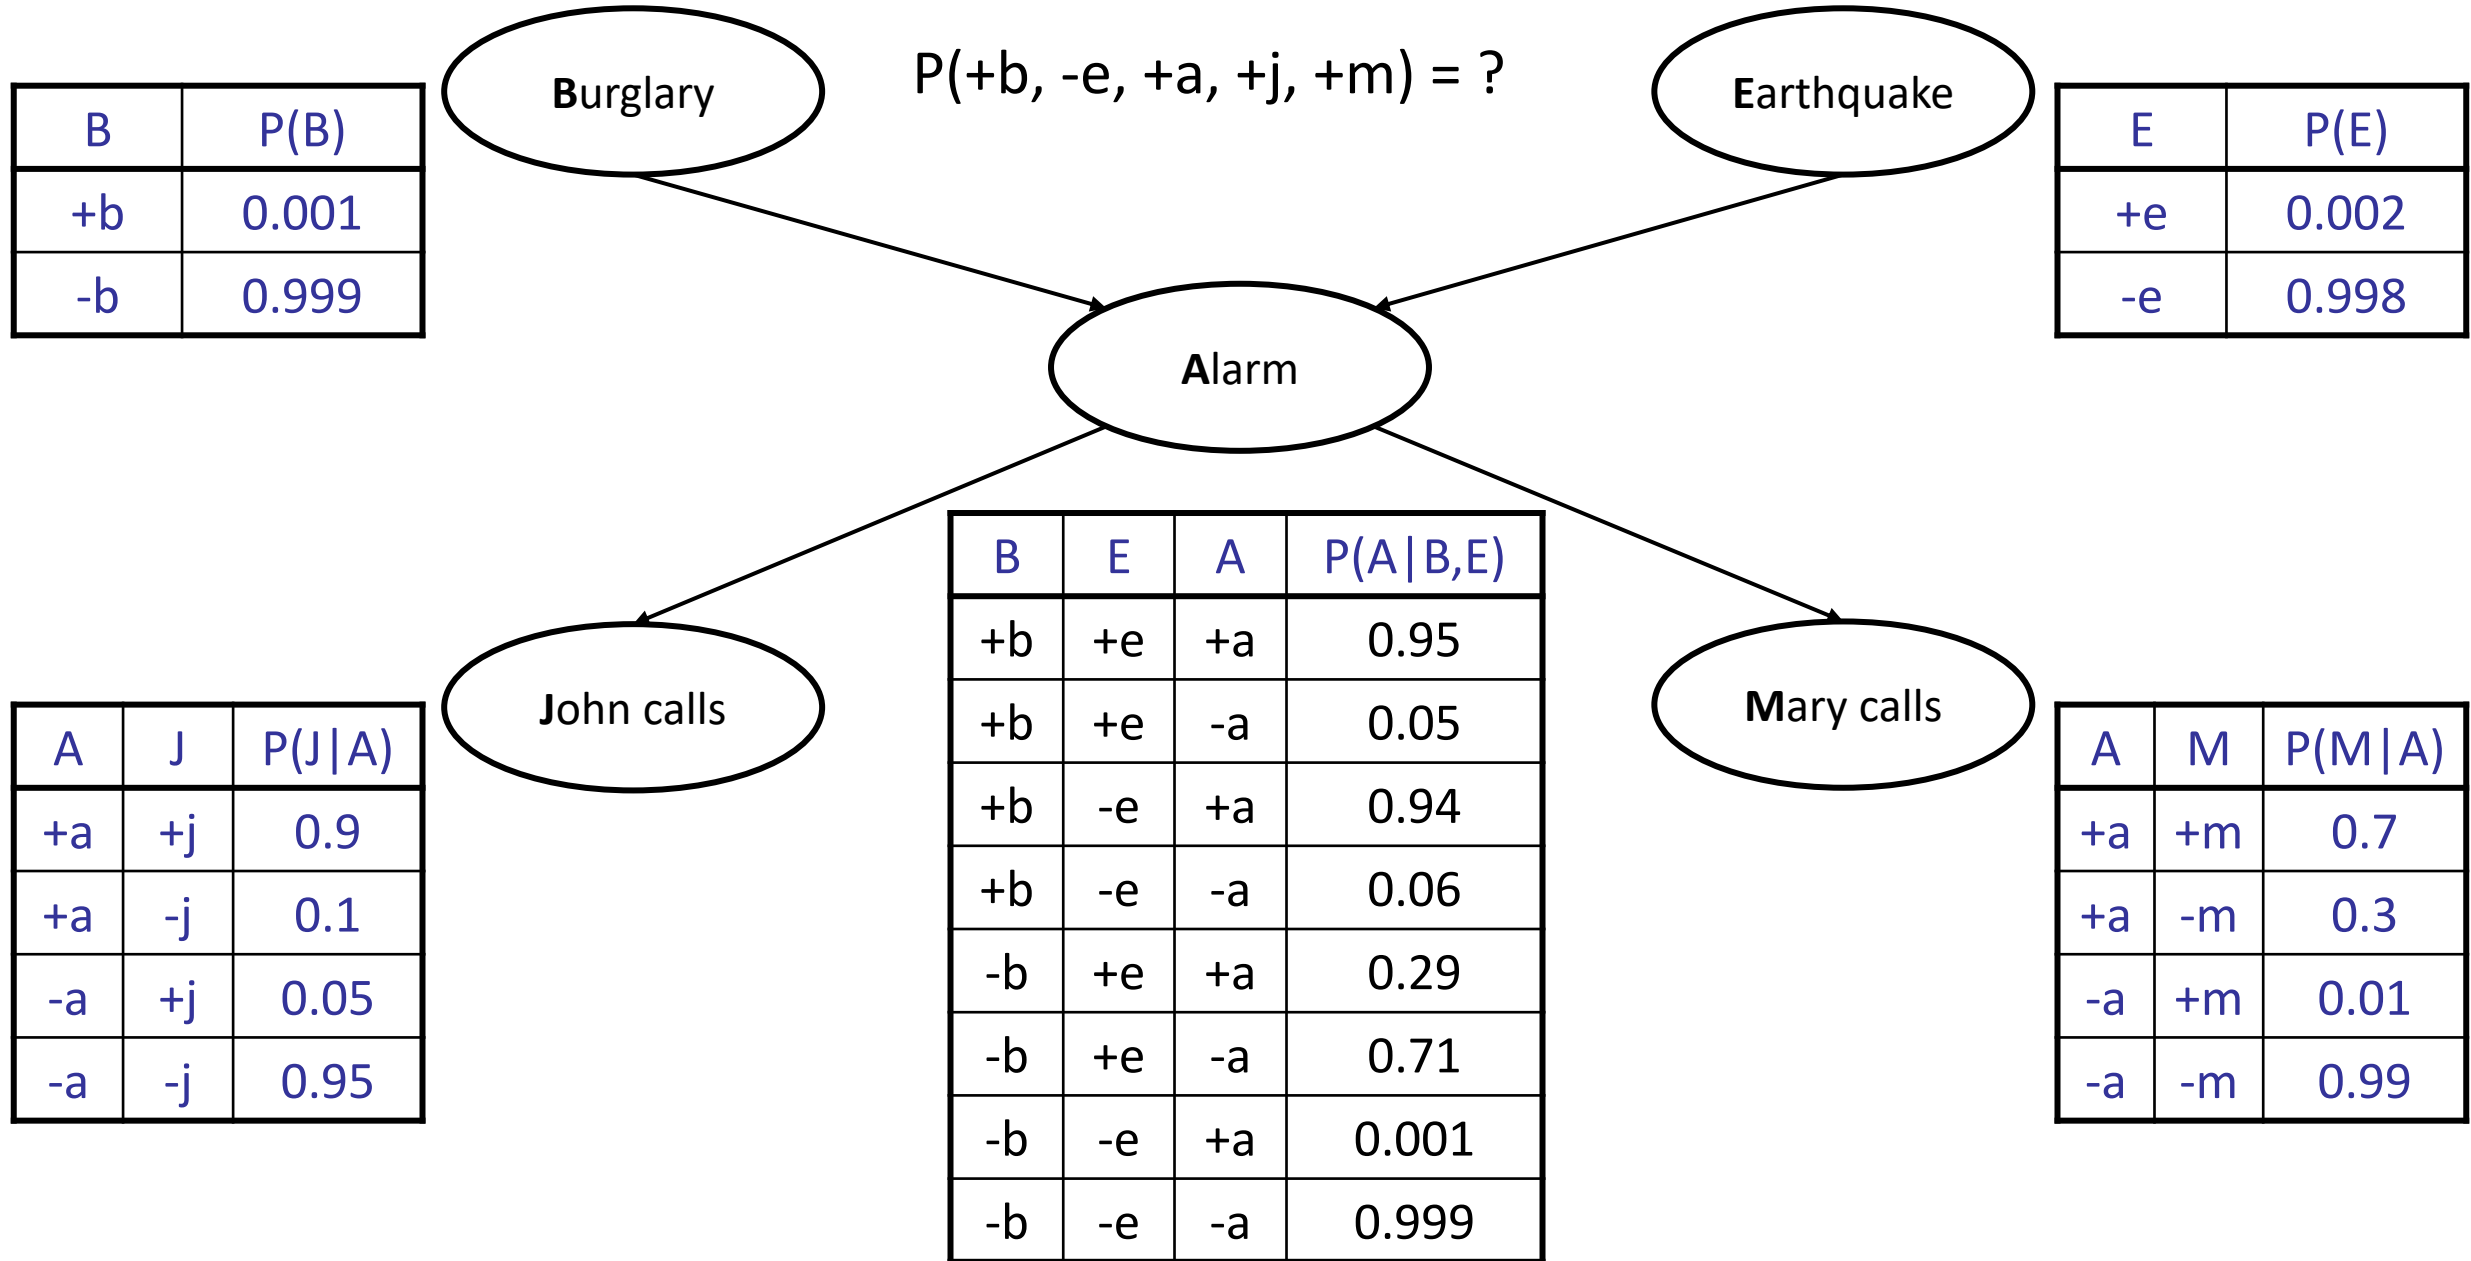 P(+b, -e, +a, +j, +m) = ?
Burglary
Earthquake
B P(B)
+b 0.001
-b 0.999
E P(E)
+e 0.002
-e 0.998
Alarm
John calls
Mary calls
A J P(J|A)
+a +j 0.9
+a -j 0.1
-a +j 0.05
-a -j 0.95
B E A P(A|B,E)
+b +e +a 0.95
+b +e -a 0.05
+b -e +a 0.94
+b -e -a 0.06
-b +e +a 0.29
-b +e -a 0.71
-b -e +a 0.001
-b -e -a 0.999
A M P(M|A)
+a +m 0.7
+a -m 0.3
-a +m 0.01
-a -m 0.99